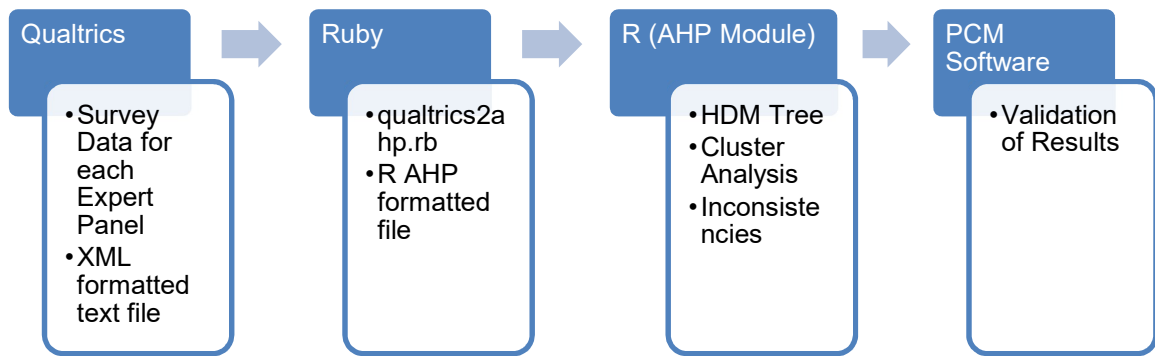 Qualtrics
•Survey
Data for
each
Expert
Panel
•XML
formatted
text file
Ruby
•qualtrics2a
hp.rb
•R AHP
formatted
file
R (AHP Module)
•HDM Tree
•Cluster
Analysis
•Inconsiste
ncies
PCM
Software
•Validation
of Results